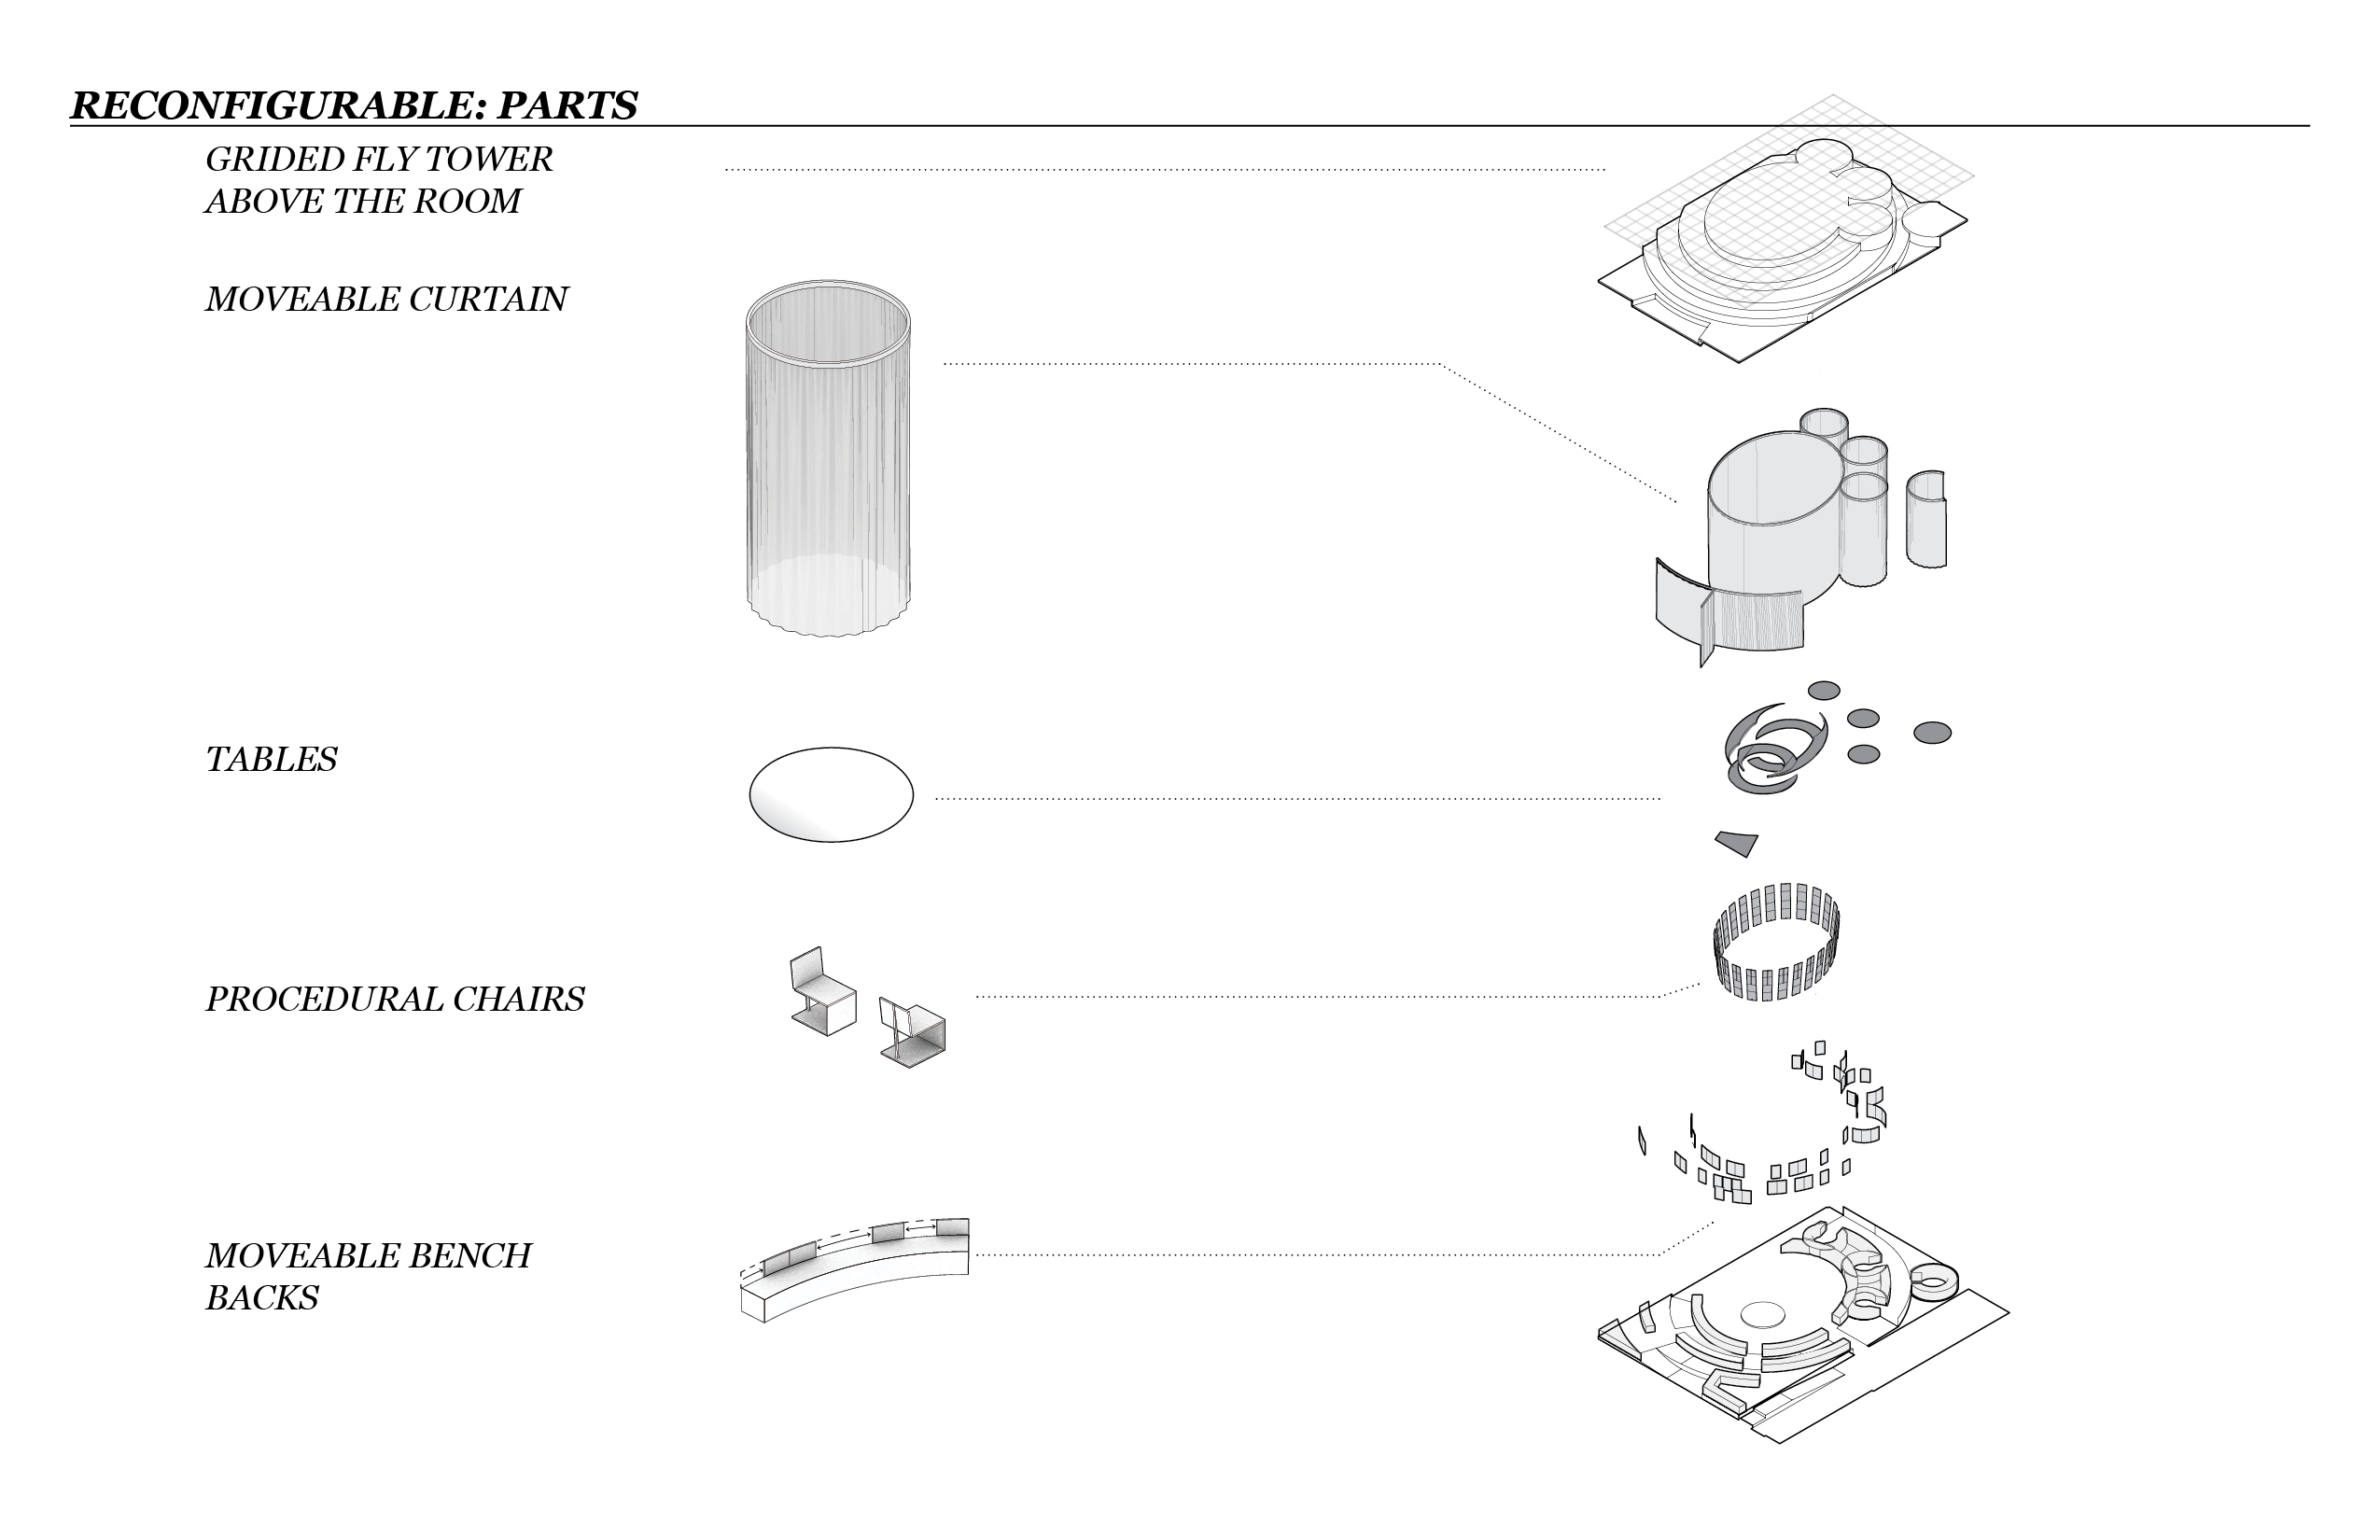 RECONFIGURABLE: PARTS
GRIDED FLY TOWER
ABOVE THE ROOM
MOVEABLE CURTAIN
TABLES
PROCEDURAL CHAIRS
MOVEABLE BENCH
BACKS